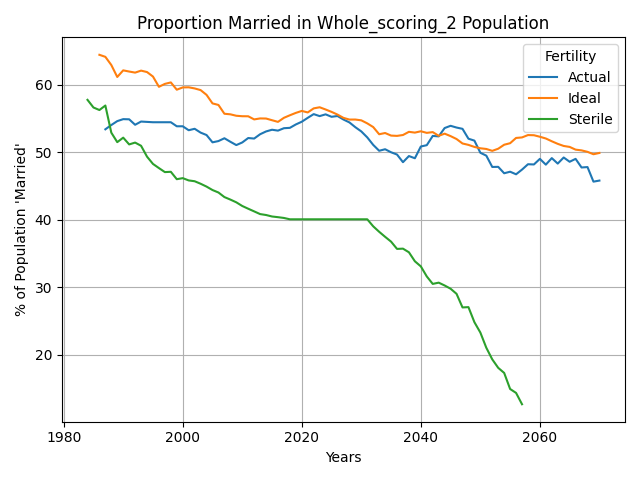 Proportion Married in Whole_scoring_2 Population
Fertility
Actual
Ideal
Sterile
% of Population 'Married'
60
50
40
30
20
1980
2000
2020
2040
2060
Years